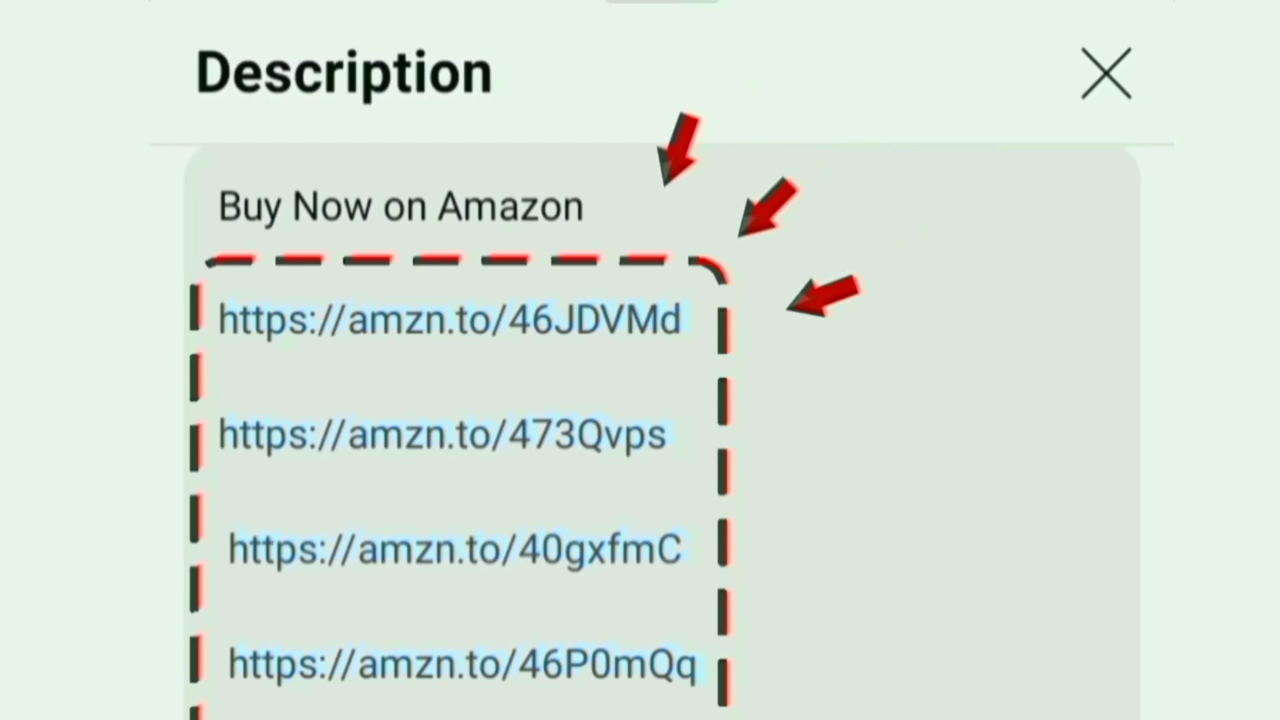 Description
Buy Now on Amazon
https://amzn.to/46JDVMd
https://amzn.to/473Qvps
https://amzn.to/40gxfmC
https://amzn.to/46P0mQq